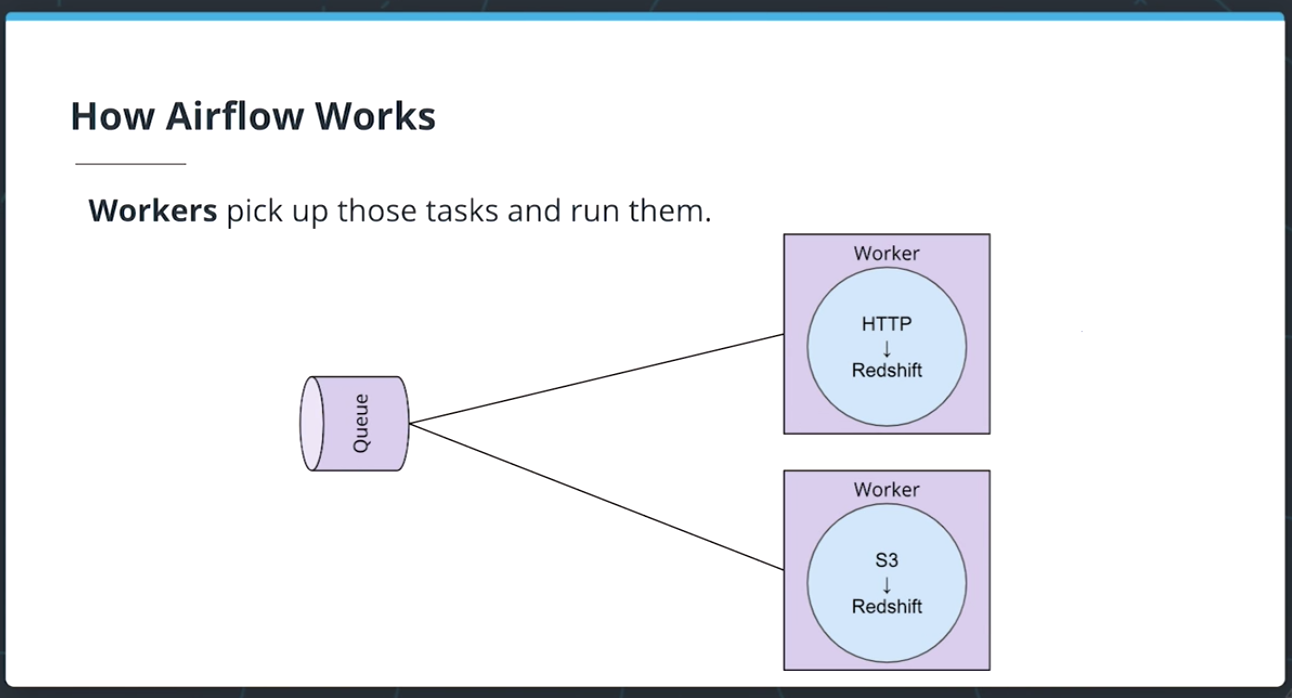 How Airflow Works
Workers pick up those tasks and run them.
Queue
Worker
HTTP
↓
Redshift
Worker
S3
↓
Redshift